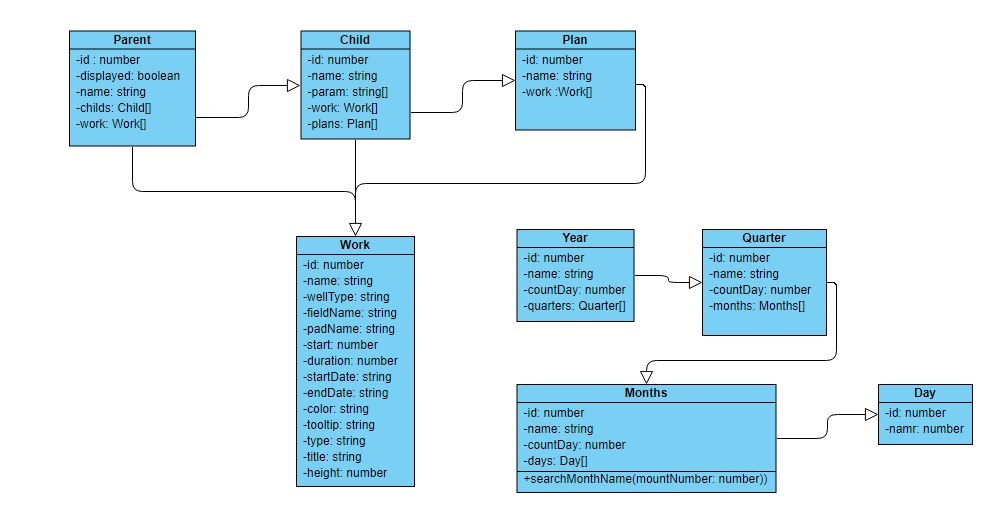 Parent
-id : number
-displayed: boolean
-name: string
-childs: Child[]
-work: Work[]
Child
-id: number
-name: string
-param: string[]
-work: Work[]
-plans: Plan[]
Plan
-id: number
-name: string
-work :Work[]
Work
-id: number
-name: string
-wellType: string
-fieldName: string
-padName: string
-start: number
-duration: number
-startDate: string
-endDate: string
-color: string
-tooltip: string
-type: string
-title: string
-height: number
Year
-id: number
-name: string
-countDay: number
-quarters: Quarter[]
Quarter
-id: number
-name: string
-countDay: number
-months: Months[]
Months
-id: number
-name: string
-countDay: number
-days: Day[]
+searchMonthName(mountNumber: number))
Day
-id: number
-namr: number